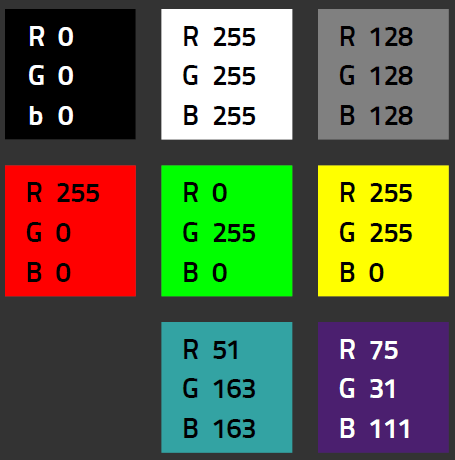 R 0
G 0
b 0
R 255
G 255
B 255
R 128
G 128
B 128
R 255
G 0
B 0
R 0
G 255
B 0
R 255
G 255
B 0
R 51
G 163
B 163
R 75
G 31
B 111